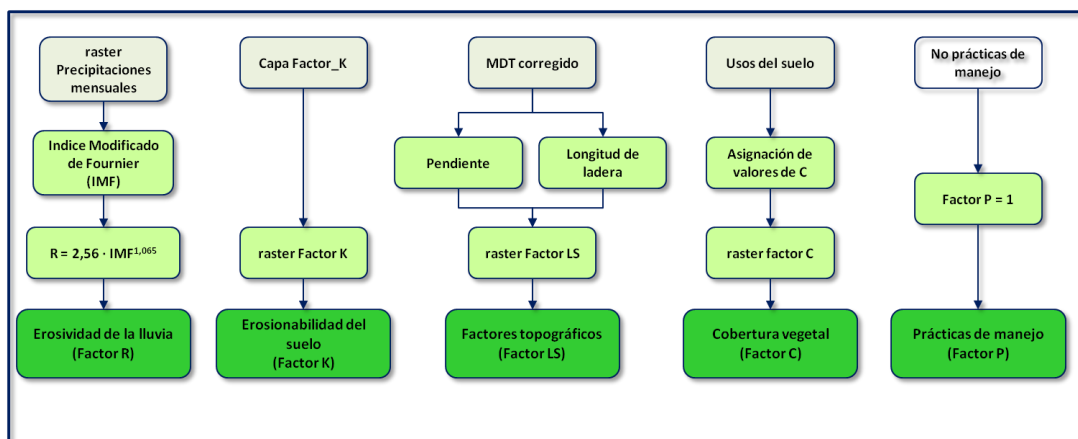 raster
Precipitaciones
mensuales
Indice Modificado
de Fournier
(IMF)
R = 2,56 · IMF^1,065
Erosividad de la lluvia
(Factor R)
Capa Factor_K
raster Factor K
Erosionabilidad del
suelo
(Factor K)
MDT corregido
Pendiente
Longitud de
ladera
raster Factor LS
Factores topográficos
(Factor LS)
Usos del suelo
Asignación de
valores de C
raster factor C
Cobertura vegetal
(Factor C)
No prácticas de
manejo
Factor P = 1
Prácticas de manejo
(Factor P)